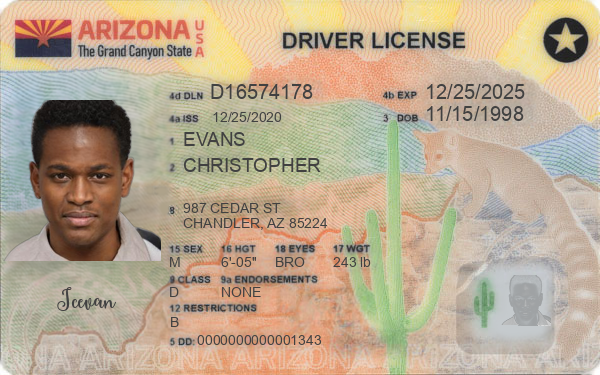 ARIZONA USA
The Grand Canyon State
DRIVER LICENSE
4d DLN D16574178
4b EXP 12/25/2025
4a ISS 12/25/2020
3 DOB 11/15/1998
1 EVANS
2 CHRISTOPHER
8 987 CEDAR ST
CHANDLER, AZ 85224
15 SEX 16 HGT 18 EYES 17 WGT
M 6'-05" BRO 243 lb
9 CLASS 9a ENDORSEMENTS
D NONE
12 RESTRICTIONS
B
Jeevan
5 DD: 0000000000001343
ARIZONA ARIZONA ARIZONA ARIZONA